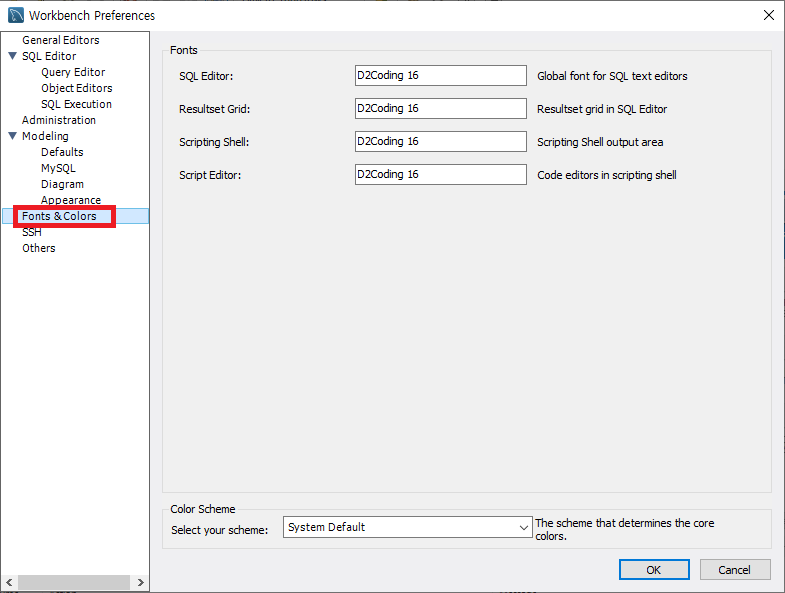 Workbench Preferences
General Editors
SQL Editor
Query Editor
Object Editors
SQL Execution
Administration
Modeling
Defaults
MySQL
Diagram
Appearance
Fonts & Colors
SSH
Others
Fonts
SQL Editor: D2Coding 16 Global font for SQL text editors
Resultset Grid: D2Coding 16 Resultset grid in SQL Editor
Scripting Shell: D2Coding 16 Scripting Shell output area
Script Editor: D2Coding 16 Code editors in scripting shell
Color Scheme
Select your scheme: System Default The scheme that determines the core
colors.
OK Cancel